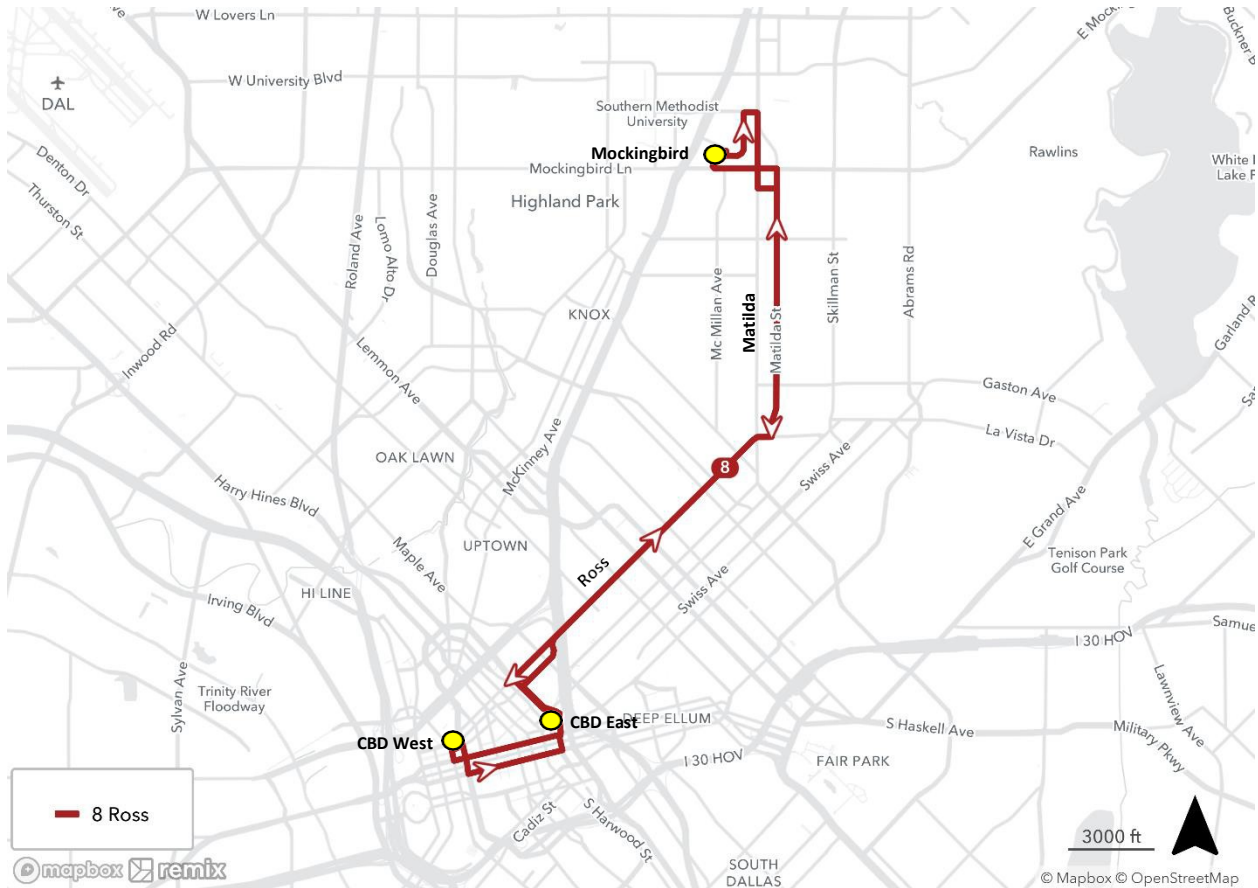 W Lovers Ln
W University Blvd
DAL
Southern Methodist
University
Mockingbird
Mockingbird Ln
Highland Park
Denton Dr
Thurston St
Roland Ave
Lomo Alto Dr
Douglas Ave
Inwood Rd
Lemmon Ave
KNOX
Mc Millan Ave
Matilda
Matilda St
Skillman St
Abrams Rd
Rawlins
Garland
Gaston Ave
La Vista Dr
8
Swiss Ave
OAK LAWN
McKinney Ave
Harry Hines Blvd
UPTOWN
Maple Ave
HI LINE
Irving Blvd
Ross
Swiss Ave
E Grand Ave
Tenison Park
Golf Course
I 30 HOV
Sylvan Ave
Trinity River
Floodway
CBD West
CBD East
DEEP ELLUM
S Haskell Ave
Lawnview Ave
Military Pkwy
I 30 HOV
FAIR PARK
Cadiz St
S Harwood St
SOUTH
DALLAS
8 Ross
3000 ft
mapbox remix
© Mapbox © OpenStreetMap